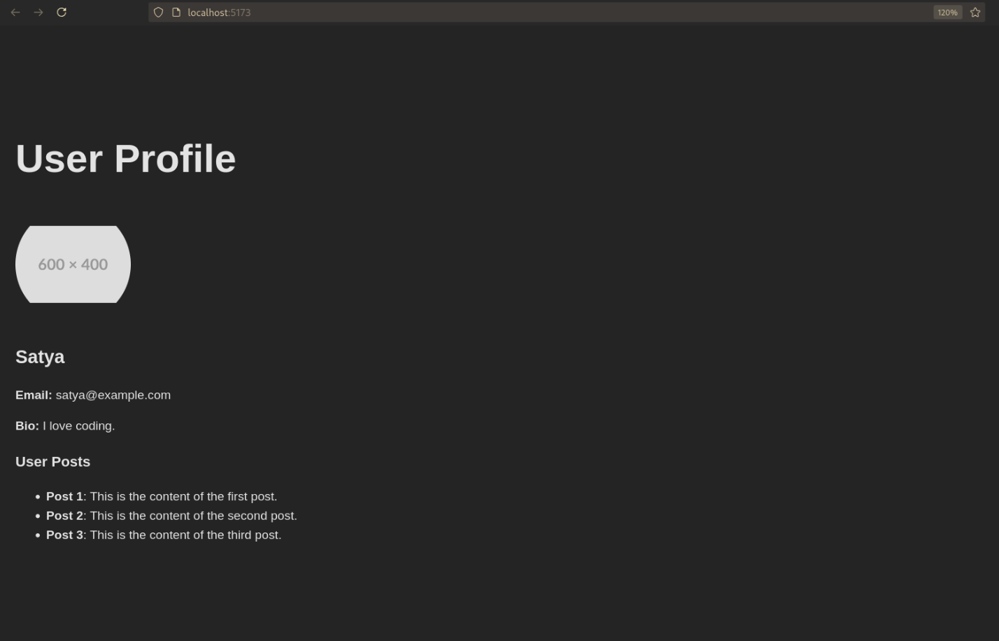 localhost:5173
120%
User Profile
600 × 400
Satya
Email: satya@example.com
Bio: I love coding.
User Posts
• Post 1: This is the content of the first post.
• Post 2: This is the content of the second post.
• Post 3: This is the content of the third post.